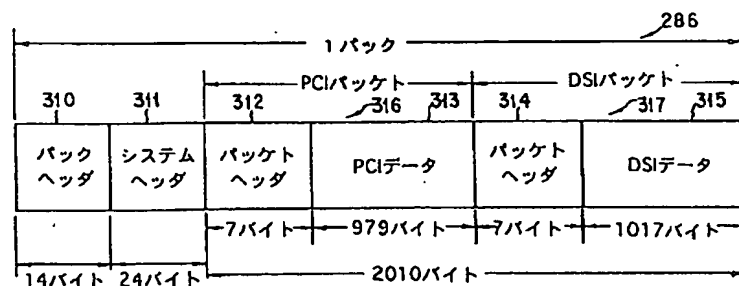 286
1パック
PCIパケット DSIパケット
310 311 312 316 313 314 317 315
パック
ヘッダ
システム
ヘッダ
パケット
ヘッダ
PCIデータ
パケット
ヘッダ
DSIデータ
7バイト 979バイト 7バイト 1017バイト
14バイト 24バイト 2010バイト